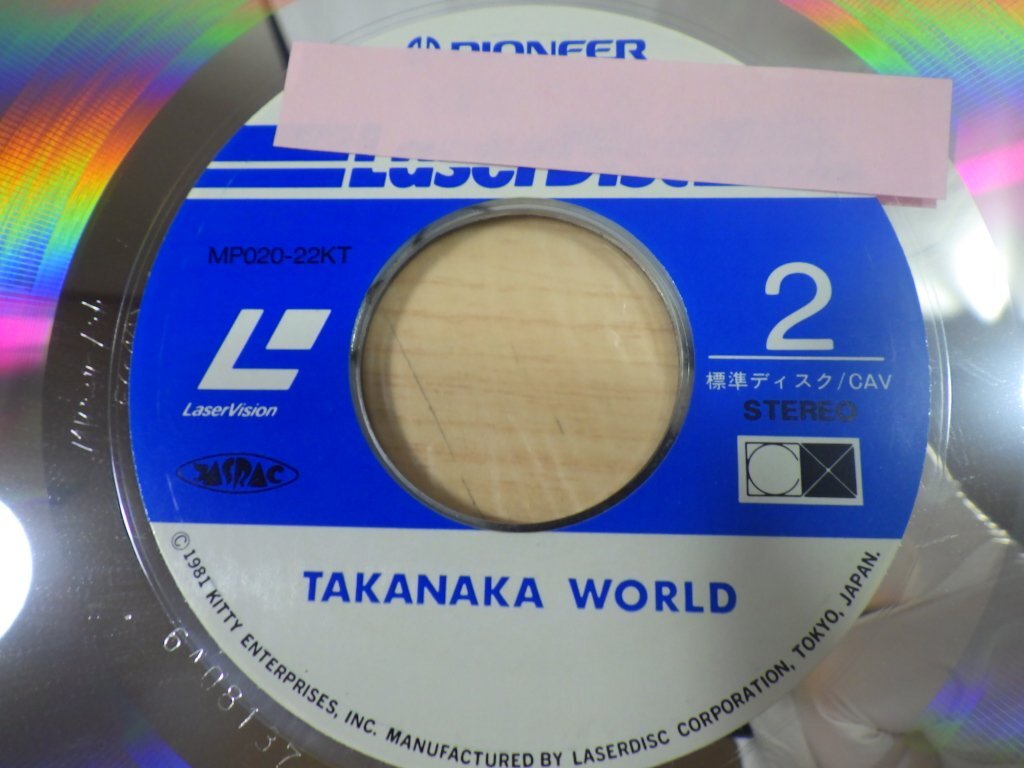 PIONEER
LaserDisc
MP020-22KT
2
標準ディスク/CAV
STEREO
LaserVision
JASRAC
TAKANAKA WORLD
© 1981 KITTY ENTERPRISES, INC. MANUFACTURED BY LASERDISC CORPORATION, TOKYO, JAPAN.